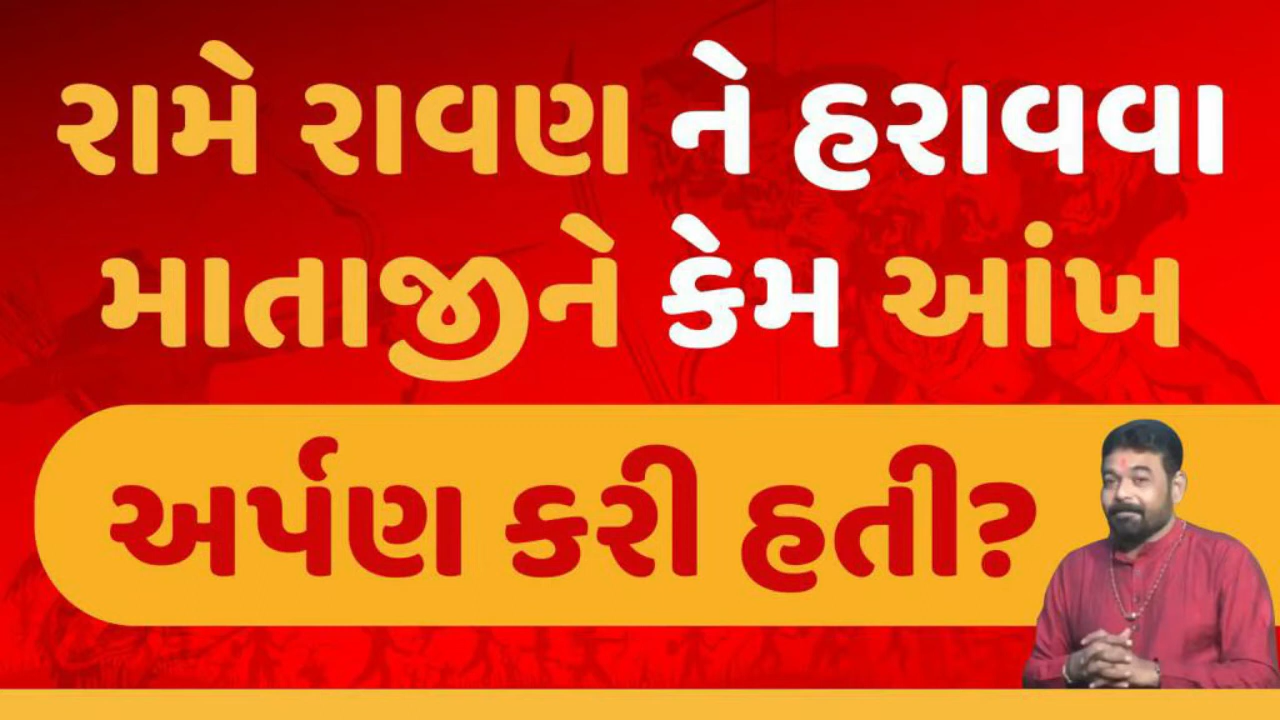 રામે રાવણ ને હરાવવા
માતાજીને કેમ આંખ
અર્પણ કરી હતી?